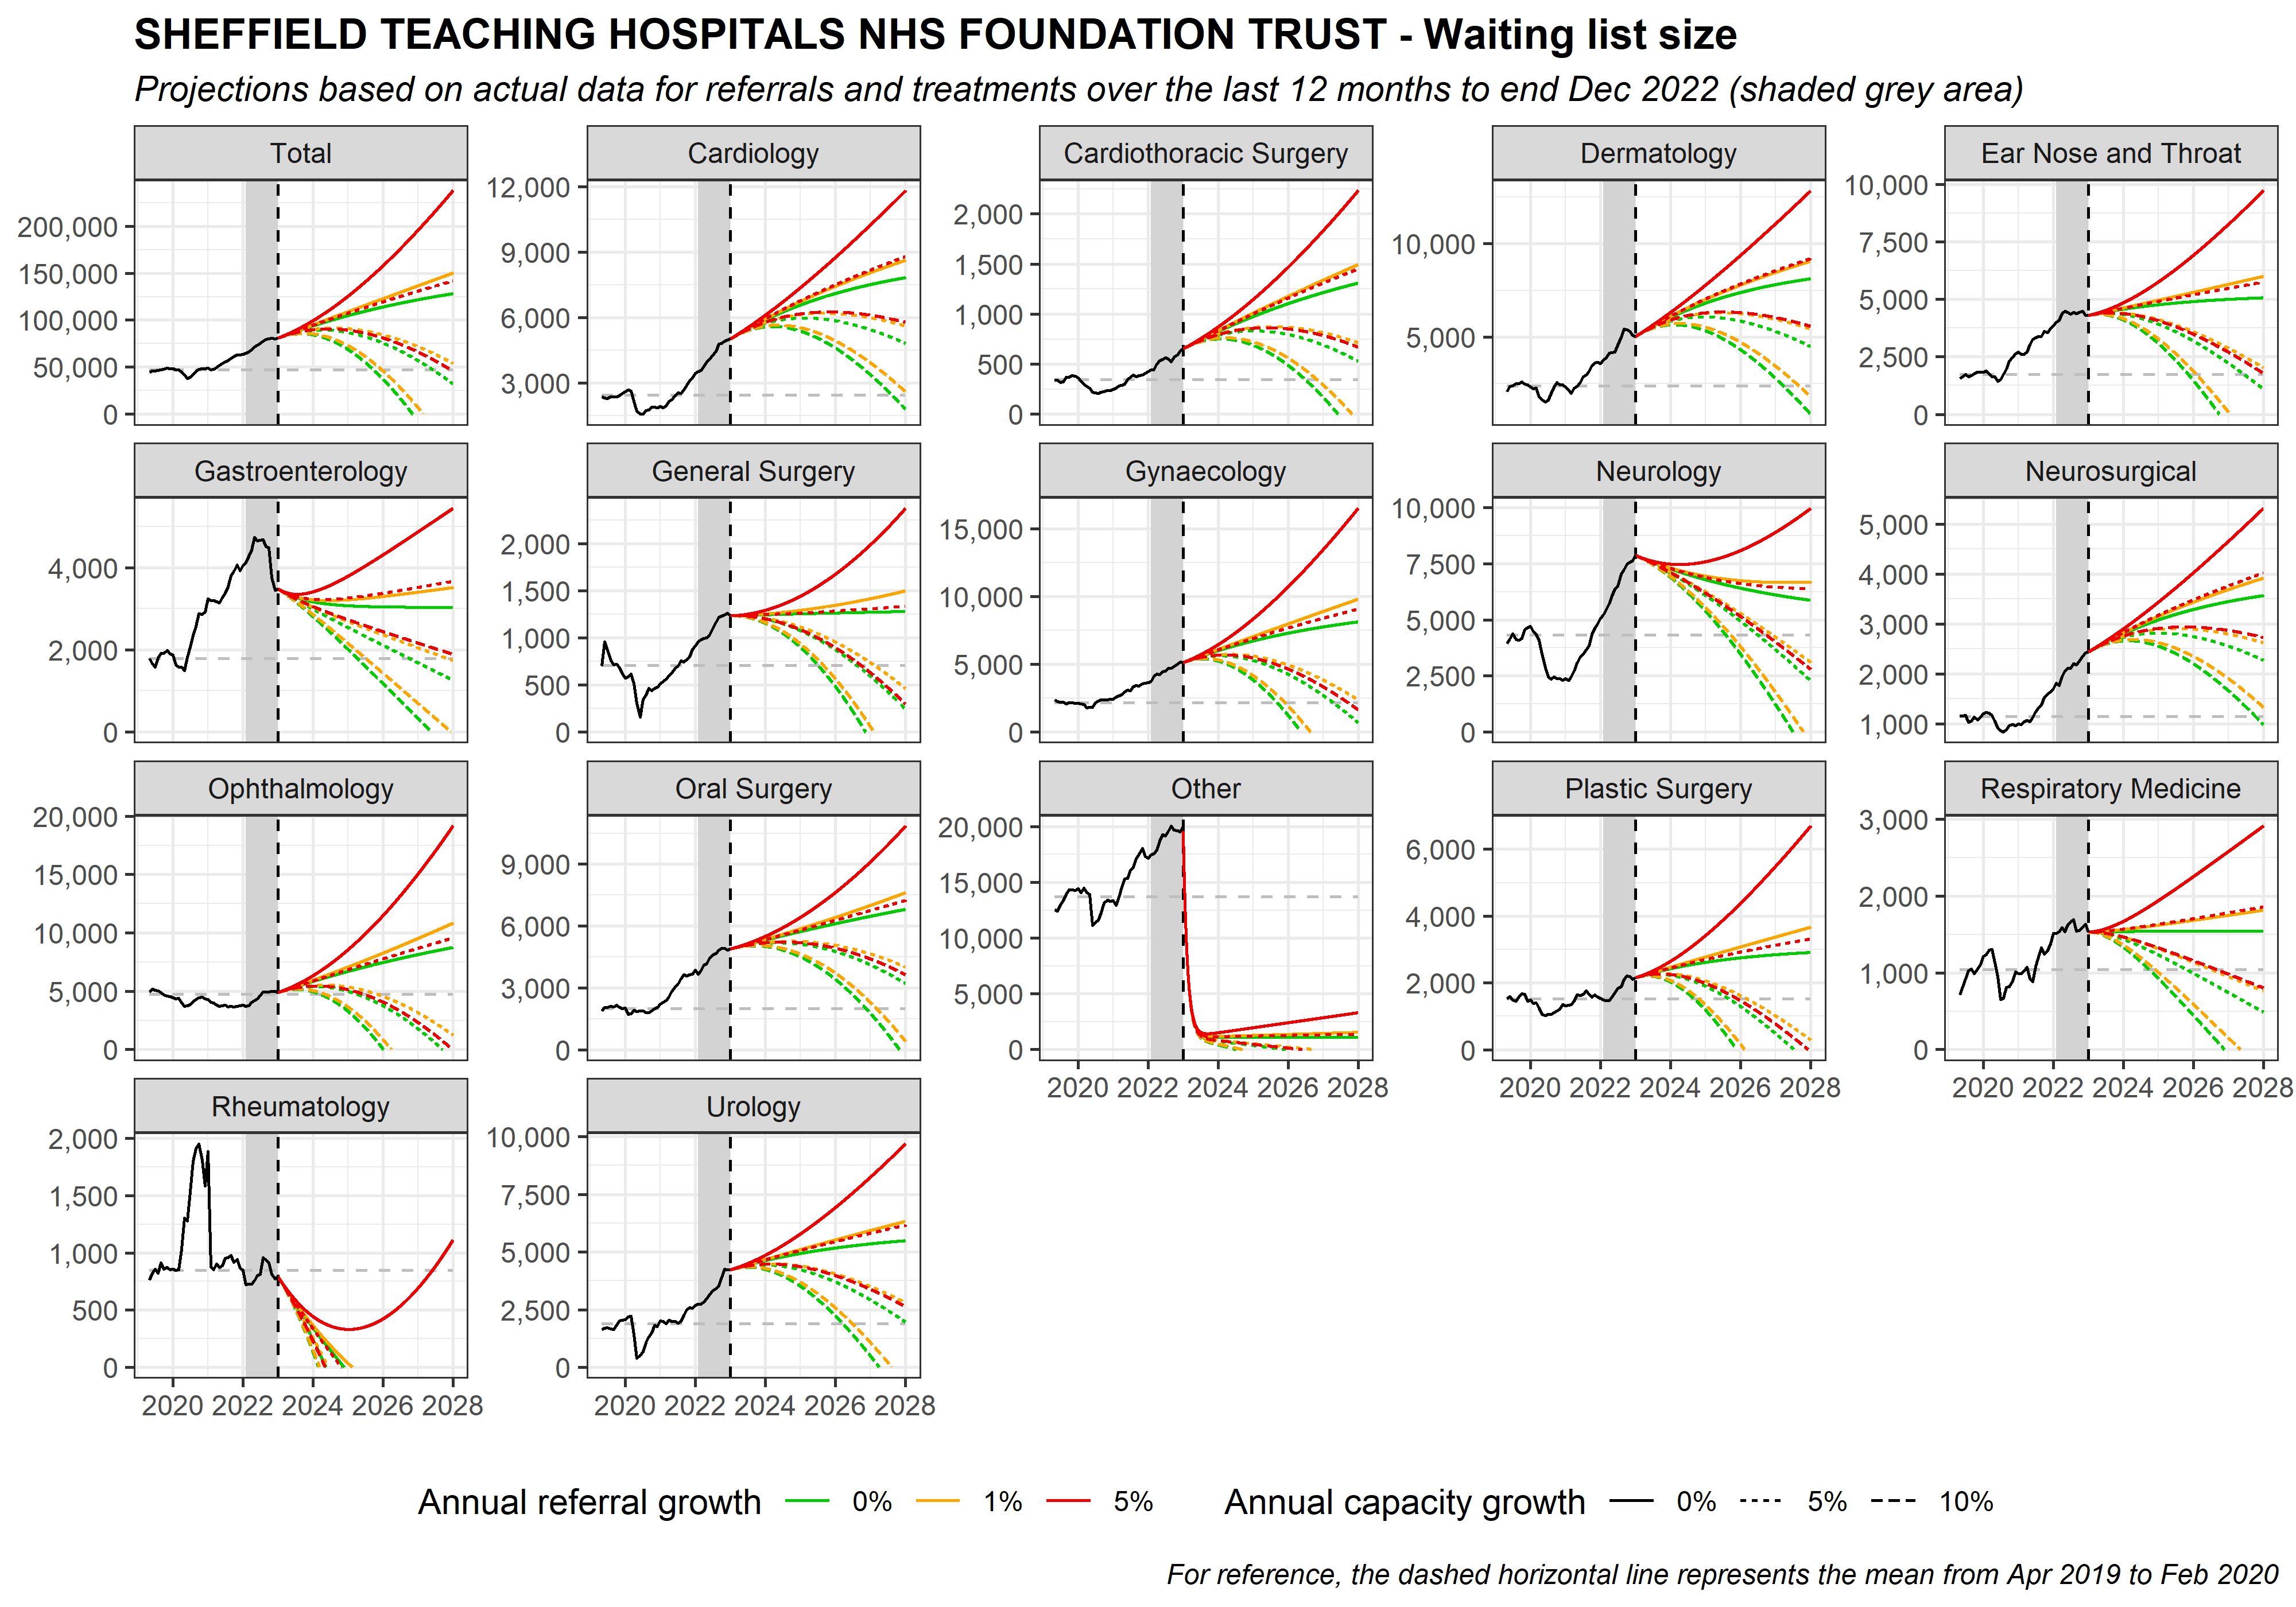 SHEFFIELD TEACHING HOSPITALS NHS FOUNDATION TRUST - Waiting list size
Projections based on actual data for referrals and treatments over the last 12 months to end Dec 2022 (shaded grey area)
Total
200,000
150,000
100,000
50,000
0
Cardiology
12,000
9,000
6,000
3,000
Cardiothoracic Surgery
2,000
1,500
1,000
500
0
Dermatology
10,000
5,000
Ear Nose and Throat
10,000
7,500
5,000
2,500
0
Gastroenterology
4,000
2,000
0
General Surgery
2,000
1,500
1,000
500
0
Gynaecology
15,000
10,000
5,000
0
Neurology
10,000
7,500
5,000
2,500
0
Neurosurgical
5,000
4,000
3,000
2,000
1,000
Ophthalmology
20,000
15,000
10,000
5,000
0
Oral Surgery
9,000
6,000
3,000
0
Other
20,000
15,000
10,000
5,000
0
2020 2022 2024 2026 2028
Plastic Surgery
6,000
4,000
2,000
0
2020 2022 2024 2026 2028
Respiratory Medicine
3,000
2,000
1,000
0
2020 2022 2024 2026 2028
Rheumatology
2,000
1,500
1,000
500
0
2020 2022 2024 2026 2028
Urology
10,000
7,500
5,000
2,500
0
2020 2022 2024 2026 2028
Annual referral growth 0% 1% 5% Annual capacity growth 0% 5% 10%
For reference, the dashed horizontal line represents the mean from Apr 2019 to Feb 2020